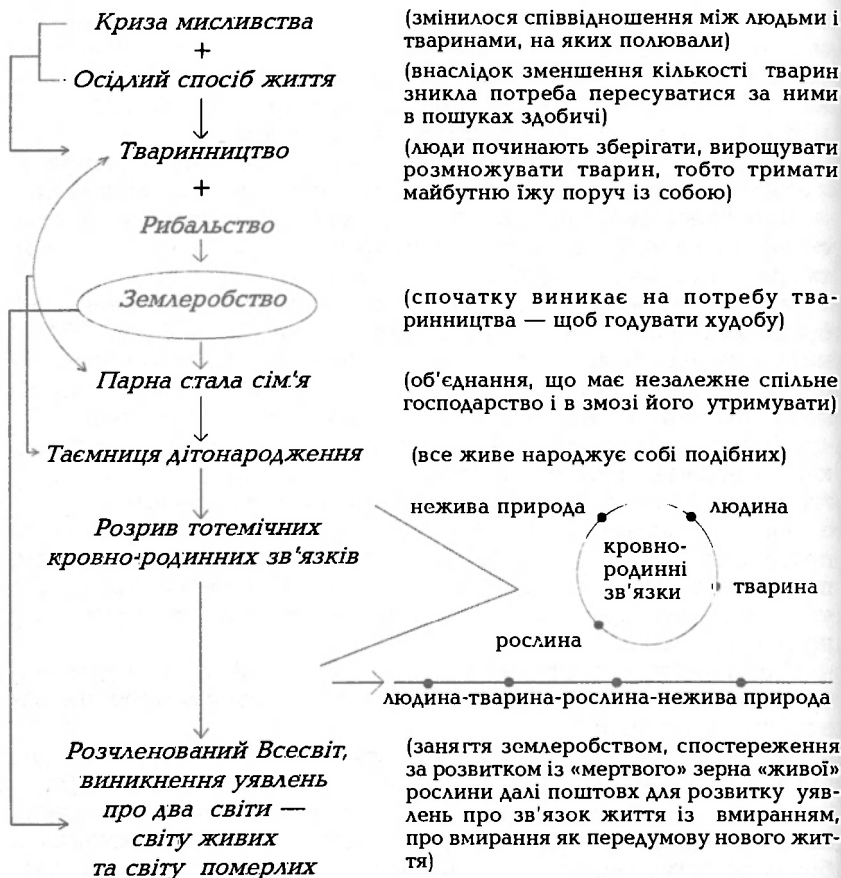 Криза мисливства
(змінилося співвідношення між людьми і
тваринами, на яких полювали)
+
Осідлий спосіб життя
(внаслідок зменшення кількості тварин
зникла потреба пересуватися за ними
в пошуках здобичі)
Тваринництво
(люди починають зберігати, вирощувати
розмножувати тварин, тобто тримати
майбутню їжу поруч із собою)
+
Рибальство
Землеробство
(спочатку виникає на потребу тва-
ринництва — щоб годувати худобу)
Парна стала сім'я
(об'єднання, що має незалежне спільне
господарство і в змозі його утримувати)
Таємниця дітонародження
(все живе народжує собі подібних)
Розрив тотемічних
кровно-родинних зв'язків
нежива природа
людина
кровно-
родинні
зв'язки
тварина
рослина
людина-тварина-рослина-нежива природа
Розчленований Всесвіт,
виникнення уявлень
про два світи —
світу живих
та світу померлих
(заняття землеробством, спостереження
за розвитком із «мертвого» зерна «живої»
рослини далі поштовх для розвитку уяв-
лень про зв'язок життя із вмиранням,
про вмирання як передумову нового жит-
тя)